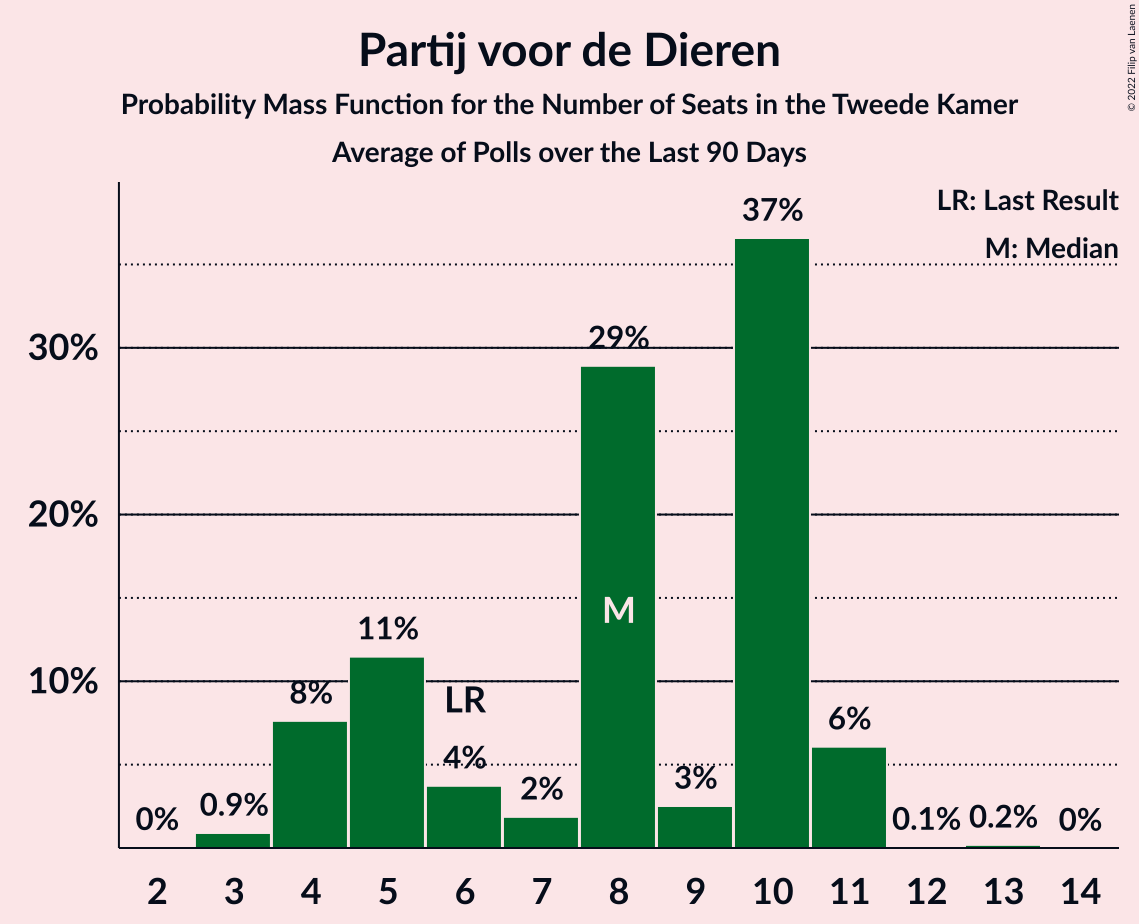 Partij voor de Dieren
Probability Mass Function for the Number of Seats in the Tweede Kamer
Average of Polls over the Last 90 Days
© 2022 Filip van Laenen
LR: Last Result
M: Median
37%
30%
29%
20%
M
11%
10%
8%
LR
6%
4%
3%
2%
0%
0.9%
0.1%
0.2%
0%
2 3 4 5 6 7 8 9 10 11 12 13 14